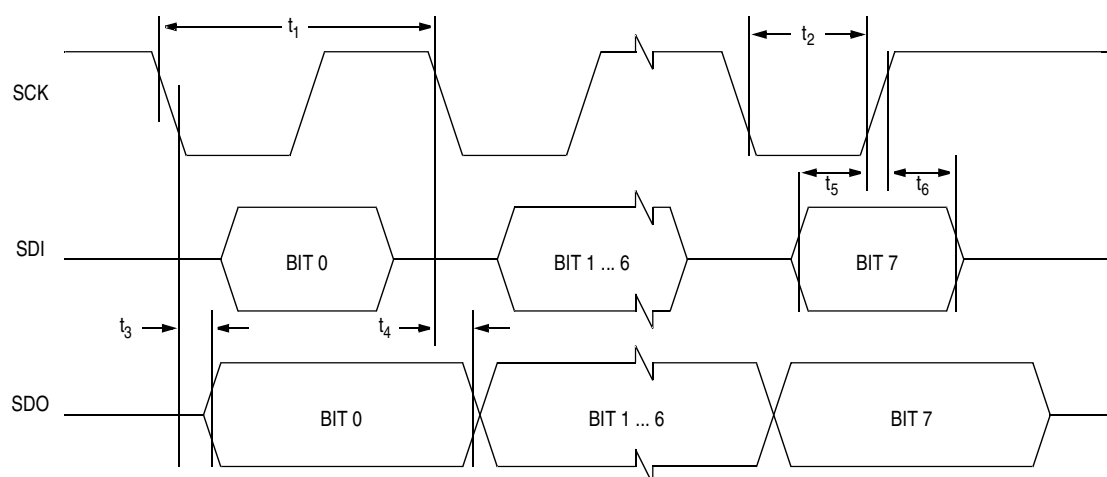 t1
t2
SCK
t5
t6
SDI
BIT 0
BIT 1 ... 6
BIT 7
t3
t4
SDO
BIT 0
BIT 1 ... 6
BIT 7